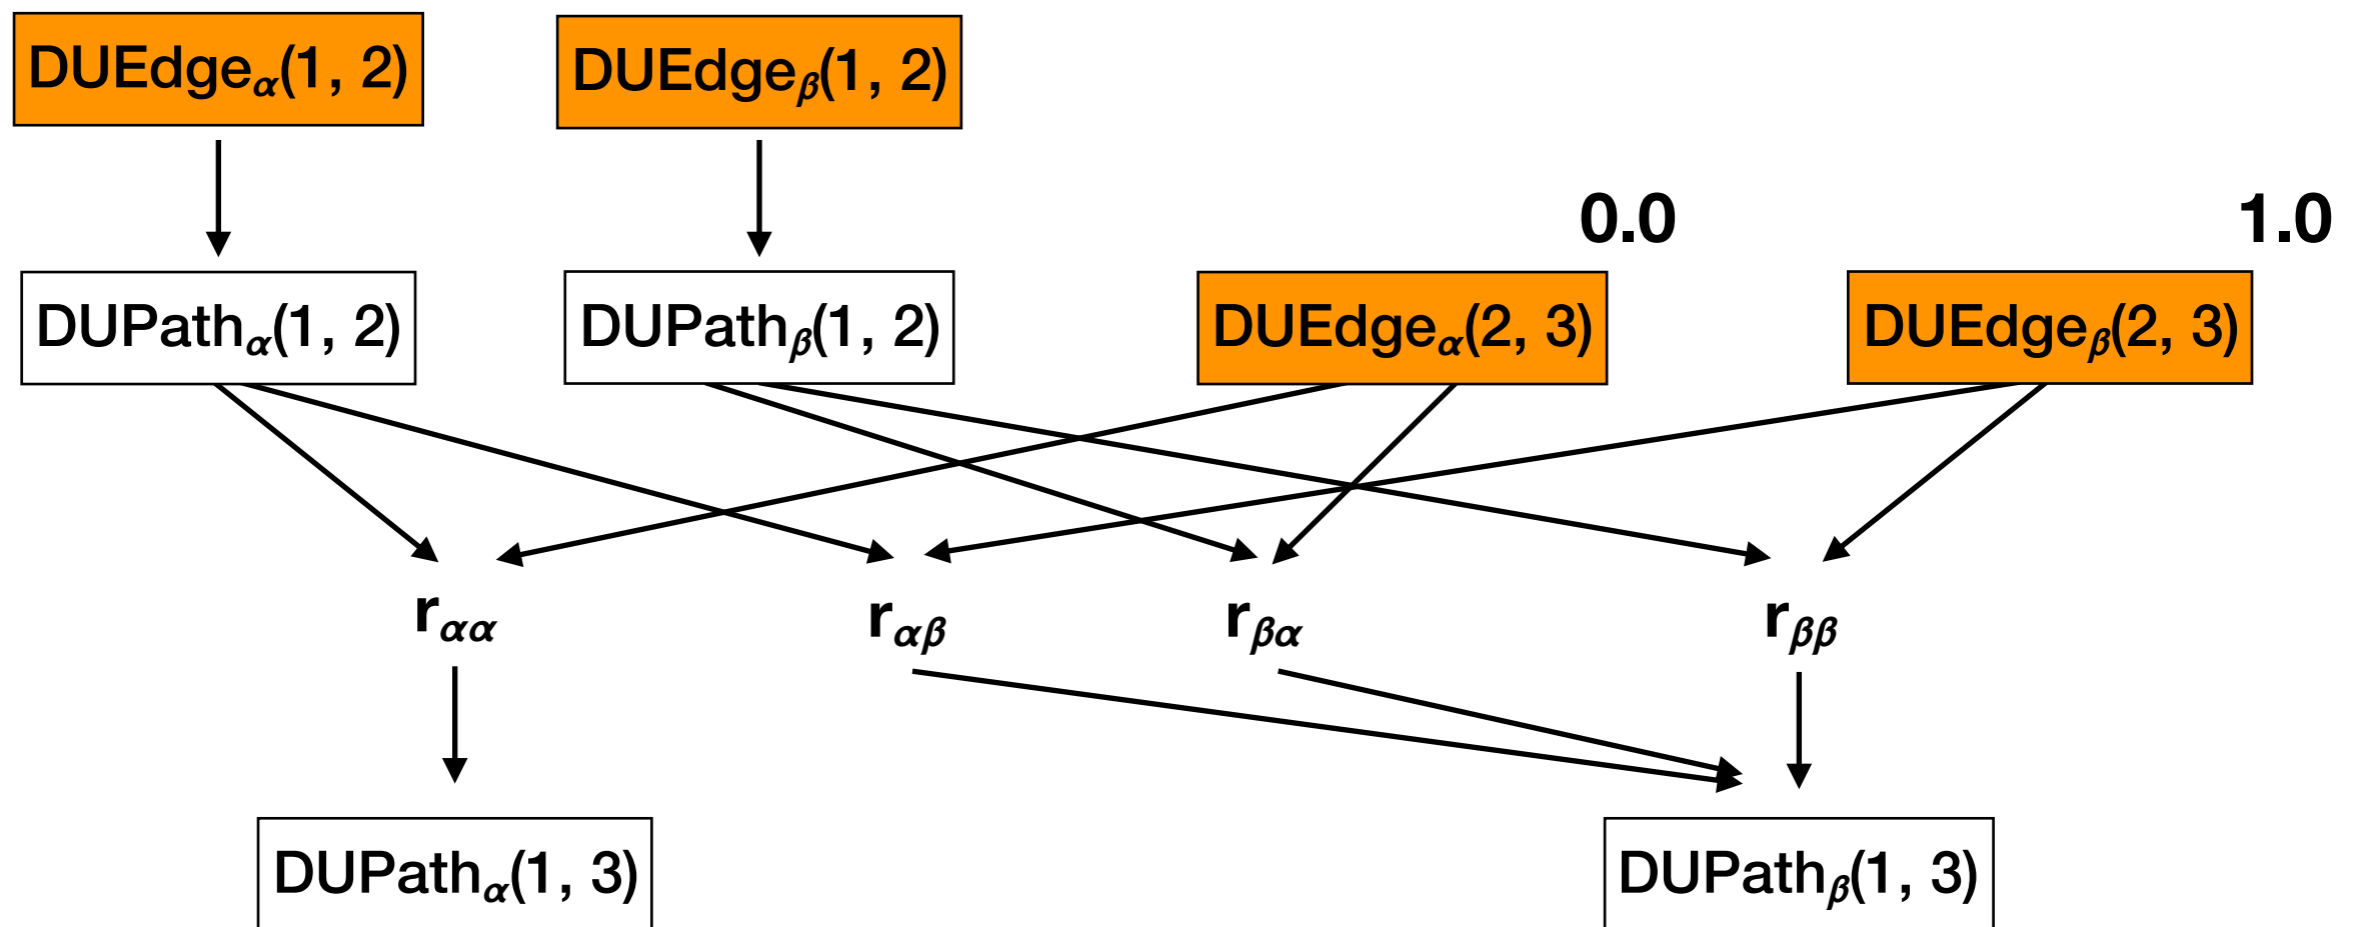 DUEdgeα(1, 2)
DUEdgeβ(1, 2)
0.0
1.0
DUPathα(1, 2)
DUPathβ(1, 2)
DUEdgeα(2, 3)
DUEdgeβ(2, 3)
rαα
rαβ
rβα
rββ
DUPathα(1, 3)
DUPathβ(1, 3)